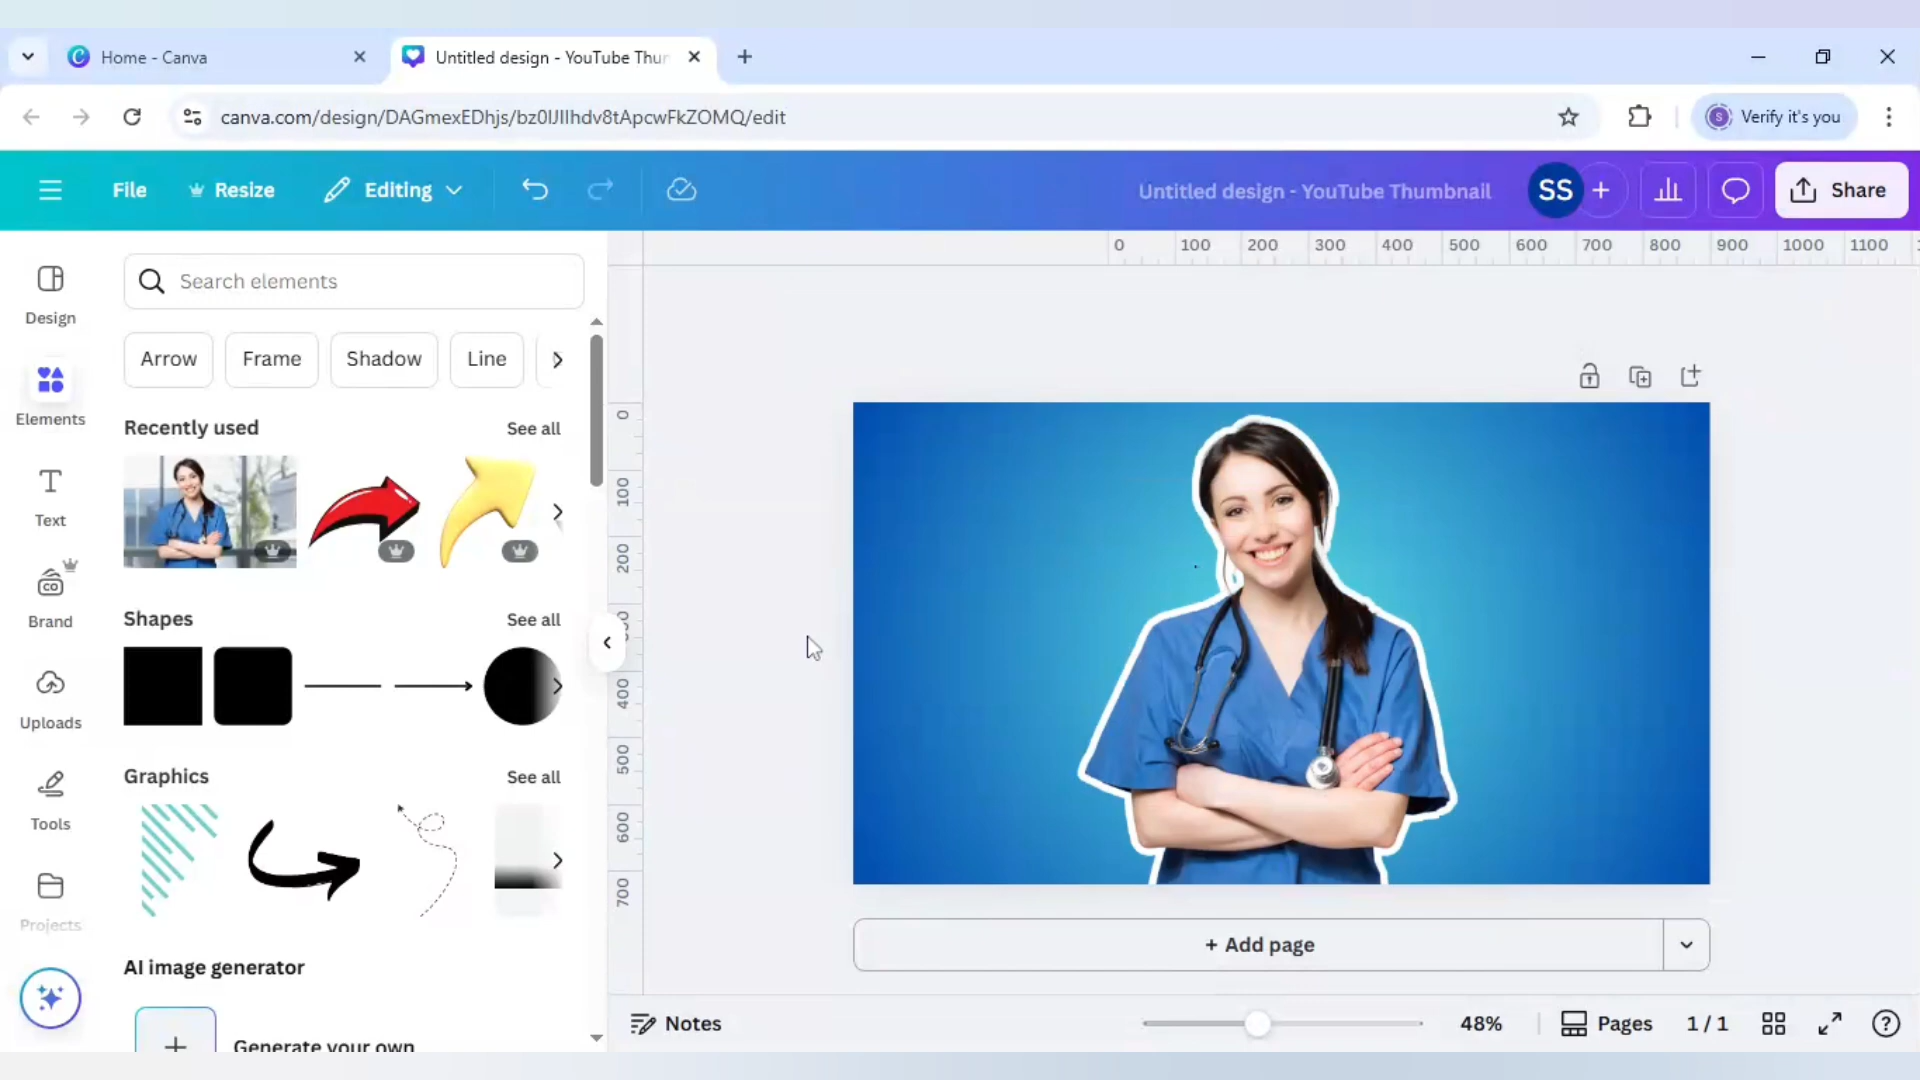 Home - Canva
Untitled design - YouTube Thur
canva.com/design/DAGmexEDhjs/bz0IJIlhdv8tApcwFkZOMQ/edit
S
Verify it's you
File
Resize
Editing
Untitled design - YouTube Thumbnail
SS
+
Share
Design
Elements
Text
Brand
Uploads
Tools
Projects
Search elements
Arrow
Frame
Shadow
Line
Recently used
See all
Shapes
See all
Graphics
See all
AI image generator
Generate your own
0 100 200 300 400 500 600 700 800 900 1000 1100
0
100
200
400
500
600
700
+ Add page
Notes
48%
Pages
1 / 1